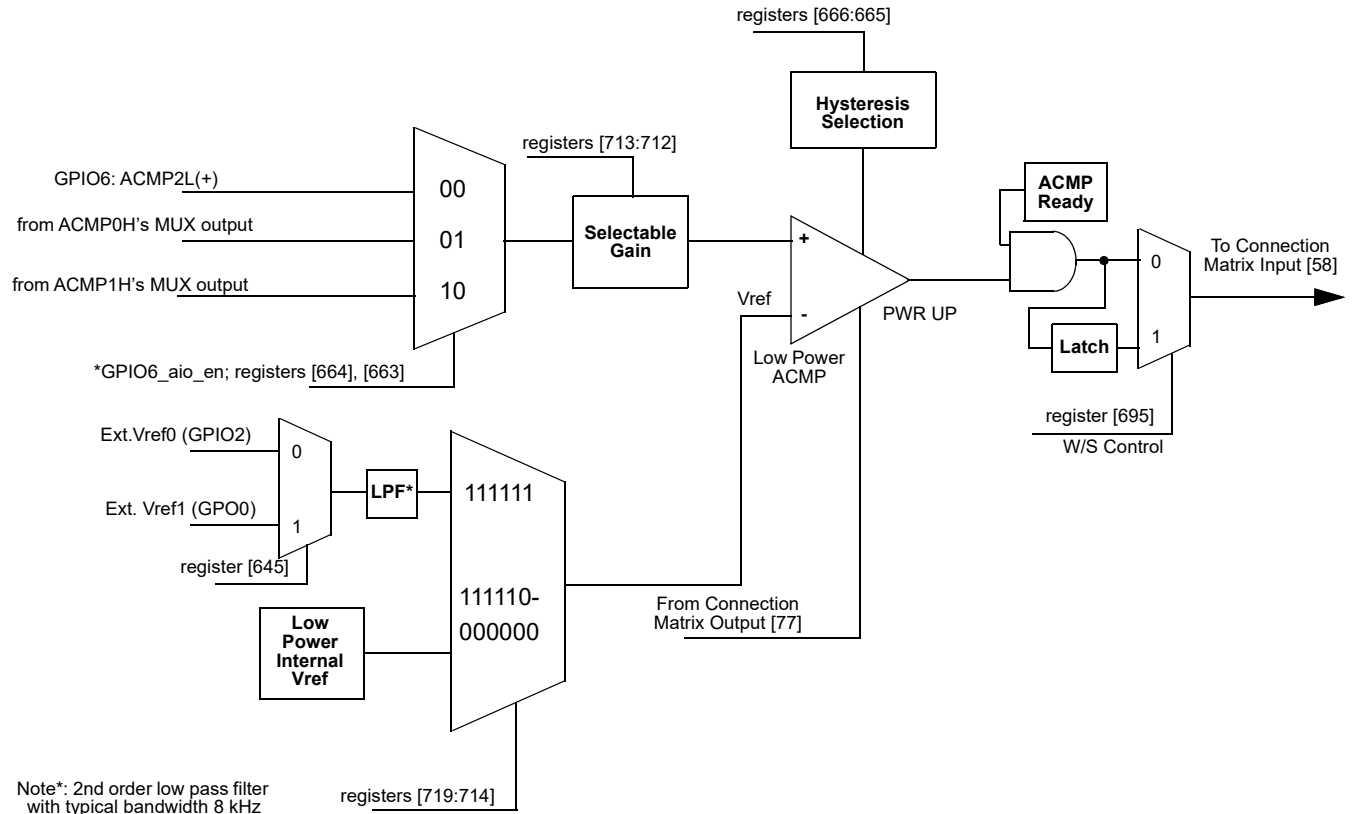 registers [666:665]
Hysteresis
Selection
registers [713:712]
GPIO6: ACMP2L(+)
00
ACMP
Ready
from ACMP0H's MUX output
01
Selectable
Gain
+
0
To Connection
Matrix Input [58]
from ACMP1H's MUX output
10
Vref
-
PWR UP
1
Latch
Low Power
ACMP
*GPIO6_aio_en; registers [664], [663]
register [695]
W/S Control
Ext.Vref0 (GPIO2)
0
LPF*
111111
Ext. Vref1 (GPO0)
1
register [645]
111110-
000000
From Connection
Matrix Output [77]
Low
Power
Internal
Vref
Note*: 2nd order low pass filter
with typical bandwidth 8 kHz
registers [719:714]